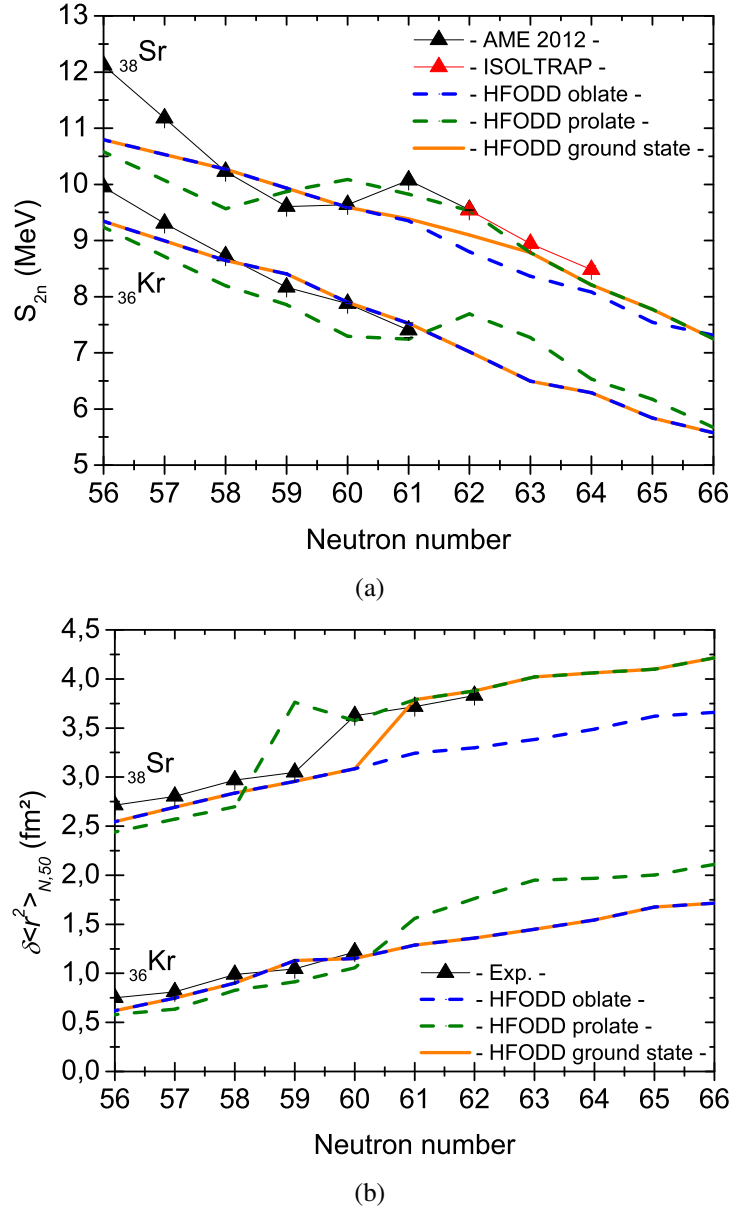 13
12
11
10
9
8
7
6
5
S2n (MeV)
38Sr
36Kr
- AME 2012 -
- ISOLTRAP -
- HFODD oblate -
- HFODD prolate -
- HFODD ground state -
56 57 58 59 60 61 62 63 64 65 66
Neutron number
(a)
4,5
4,0
3,5
3,0
2,5
2,0
1,5
1,0
0,5
0,0
δ<r²>N,50 (fm²)
38Sr
36Kr
- Exp. -
- HFODD oblate -
- HFODD prolate -
- HFODD ground state -
56 57 58 59 60 61 62 63 64 65 66
Neutron number
(b)